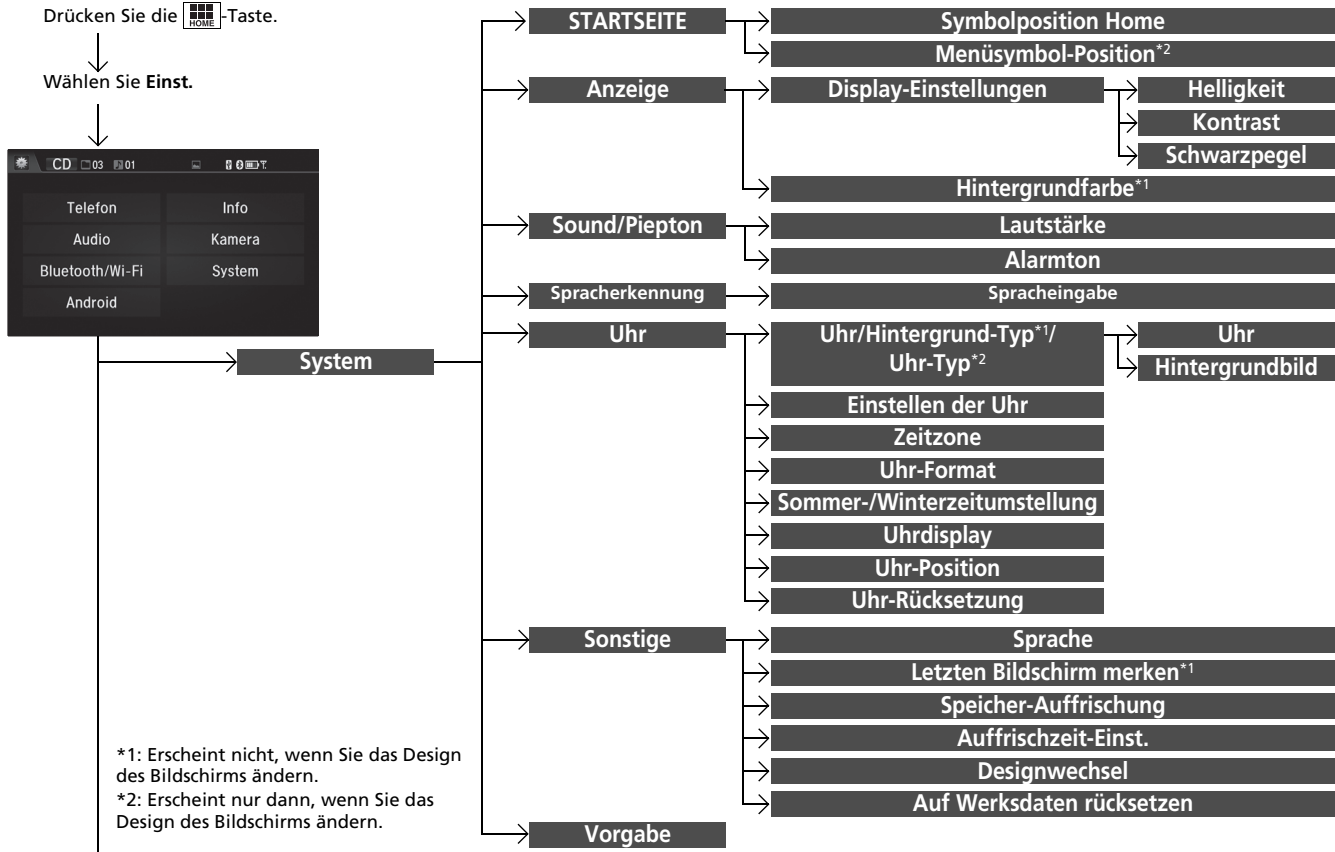 Drücken Sie die HOME -Taste.
Wählen Sie Einst.
CD 03 01
Telefon Info
Audio Kamera
Bluetooth/Wi-Fi System
Android
System
STARTSEITE
Symbolposition Home
Menüsymbol-Position*2
Anzeige
Display-Einstellungen
Helligkeit
Kontrast
Schwarzpegel
Hintergrundfarbe*1
Sound/Piepton
Lautstärke
Alarmton
Spracherkennung
Spracheingabe
Uhr
Uhr/Hintergrund-Typ*1/
Uhr-Typ*2
Uhr
Hintergrundbild
Einstellen der Uhr
Zeitzone
Uhr-Format
Sommer-/Winterzeitumstellung
Uhrdisplay
Uhr-Position
Uhr-Rücksetzung
Sonstige
Sprache
Letzten Bildschirm merken*1
Speicher-Auffrischung
Auffrischzeit-Einst.
Designwechsel
Auf Werksdaten rücksetzen
Vorgabe
*1: Erscheint nicht, wenn Sie das Design
des Bildschirms ändern.
*2: Erscheint nur dann, wenn Sie das
Design des Bildschirms ändern.